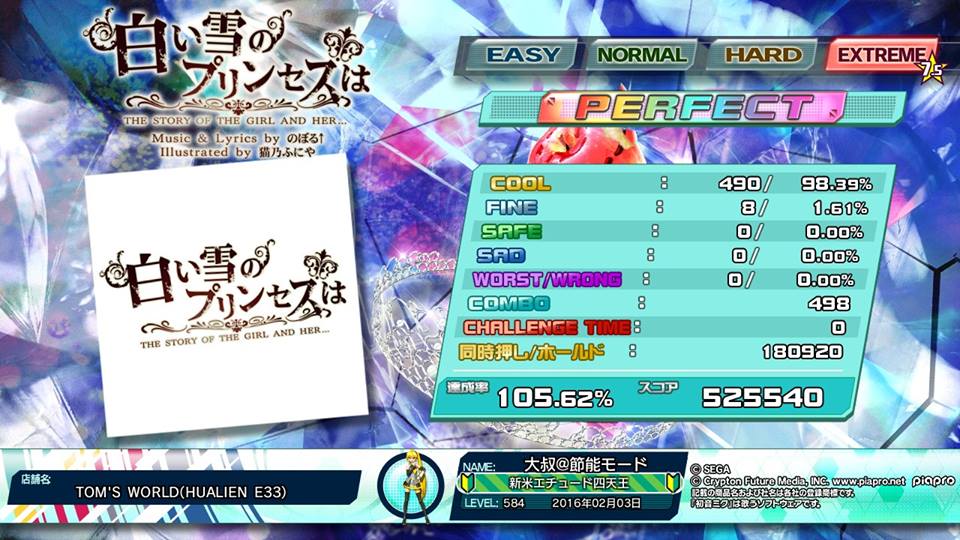 白い雪の
プリンセスは
THE STORY OF THE GIRL AND HER...
Music & Lyrics by のぼる↑
Illustrated by 猫乃ふにゃ
白い雪の
プリンセスは
THE STORY OF THE GIRL AND HER...
EASY NORMAL HARD EXTREME 7.5
PERFECT
COOL : 490/ 98.39%
FINE : 8/ 1.61%
SAFE : 0/ 0.00%
SAD : 0/ 0.00%
WORST/WRONG : 0/ 0.00%
COMBO : 498
CHALLENGE TIME : 0
同時押し/ホールド : 180920
達成率 105.62% スコア 525540
店舗名
TOM'S WORLD(HUALIEN E33)
NAME: 大叔@節能モード
新米エチュード四天王
LEVEL: 584 2016年02月03日
© SEGA
© Crypton Future Media, INC. www.piapro.net piapro
記載の商品名および社名は各社の登録商標です。
「初音ミク」は歌うソフトウェアです。